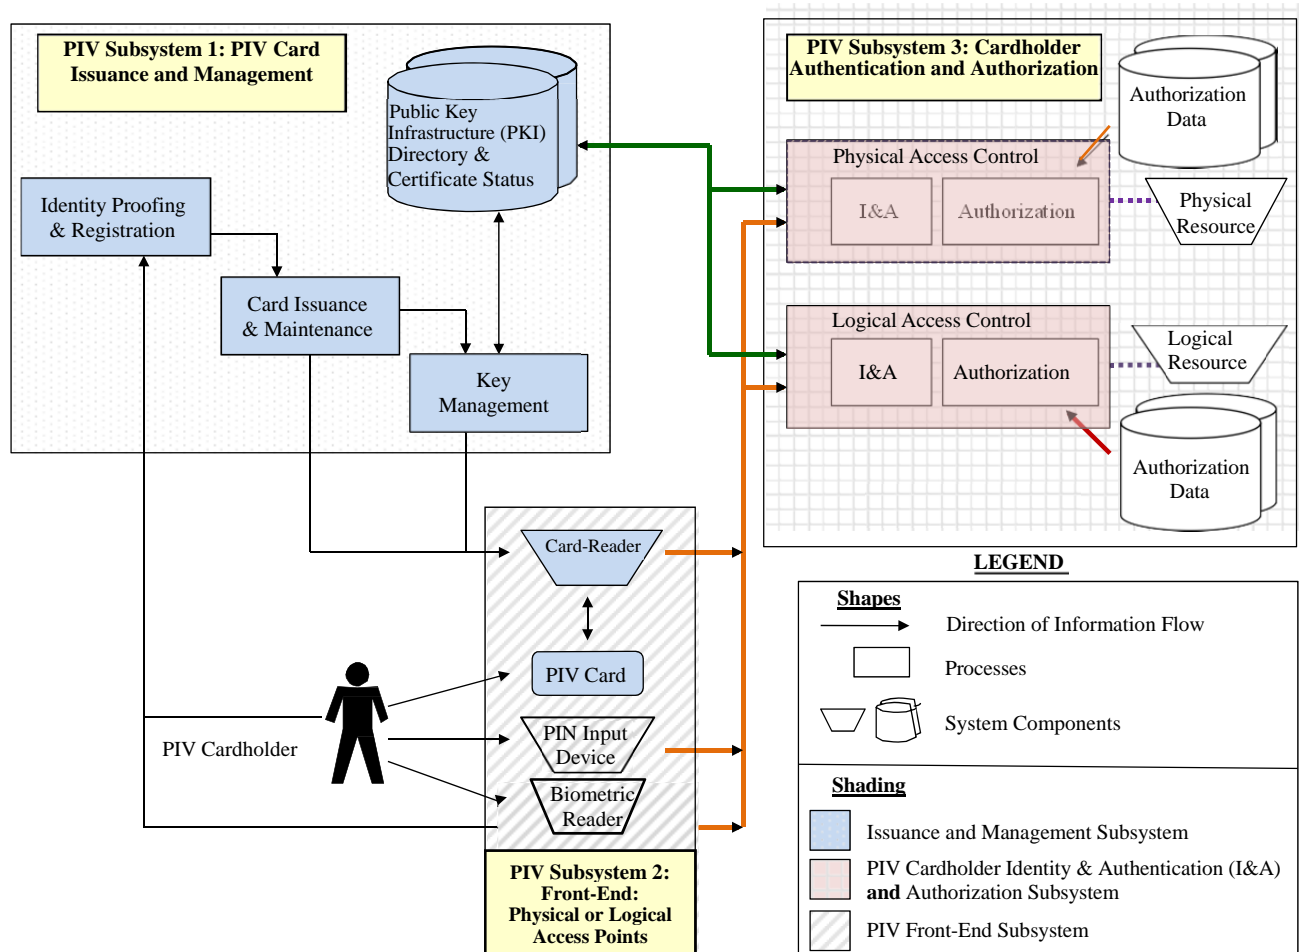 PIV Subsystem 1: PIV Card
Issuance and Management
Public Key
Infrastructure (PKI)
Directory &
Certificate Status
Identity Proofing
& Registration
Card Issuance
& Maintenance
Key
Management
PIV Subsystem 3: Cardholder
Authentication and Authorization
Authorization
Data
Physical Access Control
I&A
Authorization
Physical
Resource
Logical Access Control
I&A
Authorization
Logical
Resource
Authorization
Data
Card-Reader
PIV Card
PIV Cardholder
PIN Input
Device
Biometric
Reader
PIV Subsystem 2:
Front-End:
Physical or Logical
Access Points
LEGEND
Shapes
Direction of Information Flow
Processes
System Components
Shading
Issuance and Management Subsystem
PIV Cardholder Identity & Authentication (I&A)
and Authorization Subsystem
PIV Front-End Subsystem